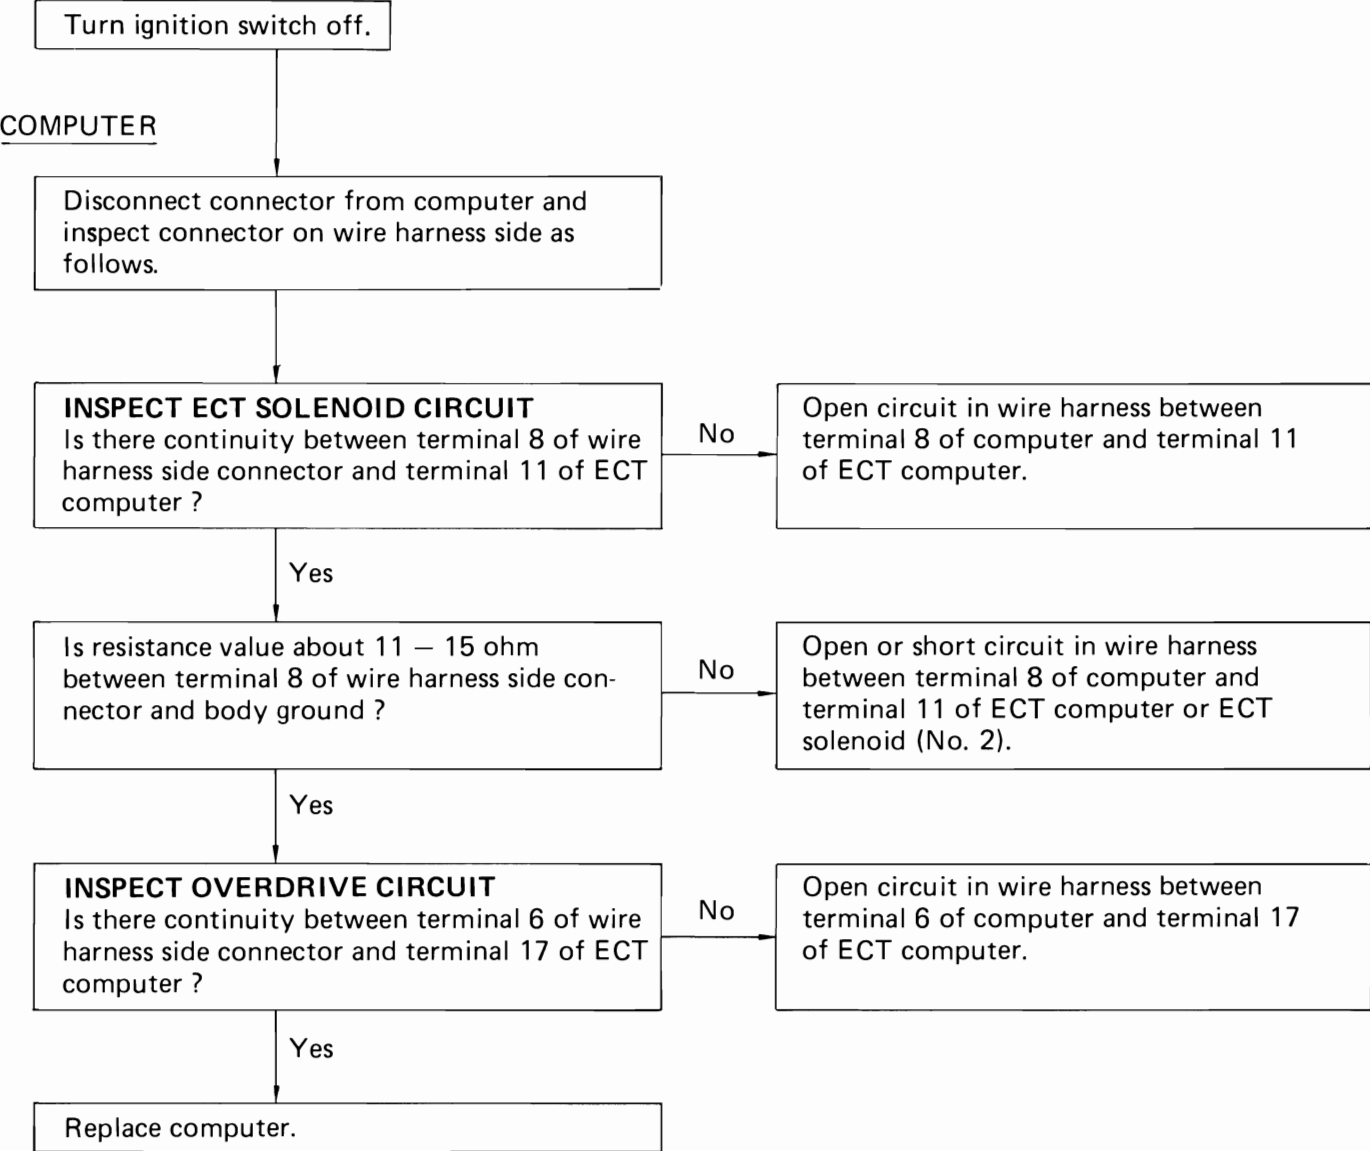 Turn ignition switch off.
COMPUTER
Disconnect connector from computer and
inspect connector on wire harness side as
follows.
INSPECT ECT SOLENOID CIRCUIT
Is there continuity between terminal 8 of wire
harness side connector and terminal 11 of ECT
computer ?
No
Open circuit in wire harness between
terminal 8 of computer and terminal 11
of ECT computer.
Yes
Is resistance value about 11 – 15 ohm
between terminal 8 of wire harness side con-
nector and body ground ?
No
Open or short circuit in wire harness
between terminal 8 of computer and
terminal 11 of ECT computer or ECT
solenoid (No. 2).
Yes
INSPECT OVERDRIVE CIRCUIT
Is there continuity between terminal 6 of wire
harness side connector and terminal 17 of ECT
computer ?
No
Open circuit in wire harness between
terminal 6 of computer and terminal 17
of ECT computer.
Yes
Replace computer.